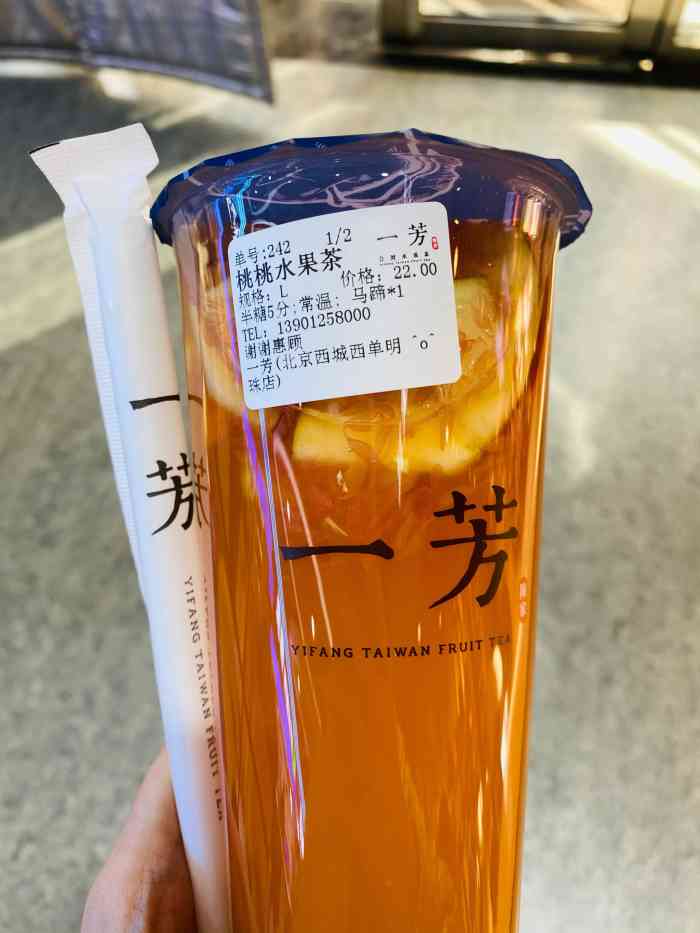 单号:242 1/2 一芳
桃桃水果茶
规格: L 价格: 22.00
半糖5分;常温; 马蹄*1
TEL: 13901258000
谢谢惠顾
一芳(北京西城西单明 ^o^
珠店)
一芳
YIFANG TAIWAN FRUIT TEA
一芳
YIFANG TAIWAN FRUIT TEA